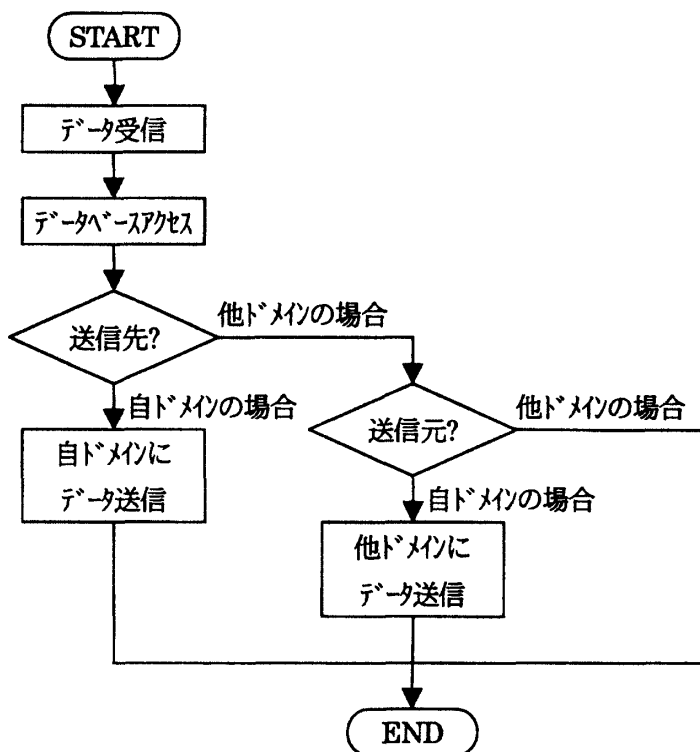 START
データ受信
データベースアクセス
送信先?
他ドメインの場合
自ドメインの場合
送信元?
他ドメインの場合
自ドメインに
データ送信
自ドメインの場合
他ドメインに
データ送信
END